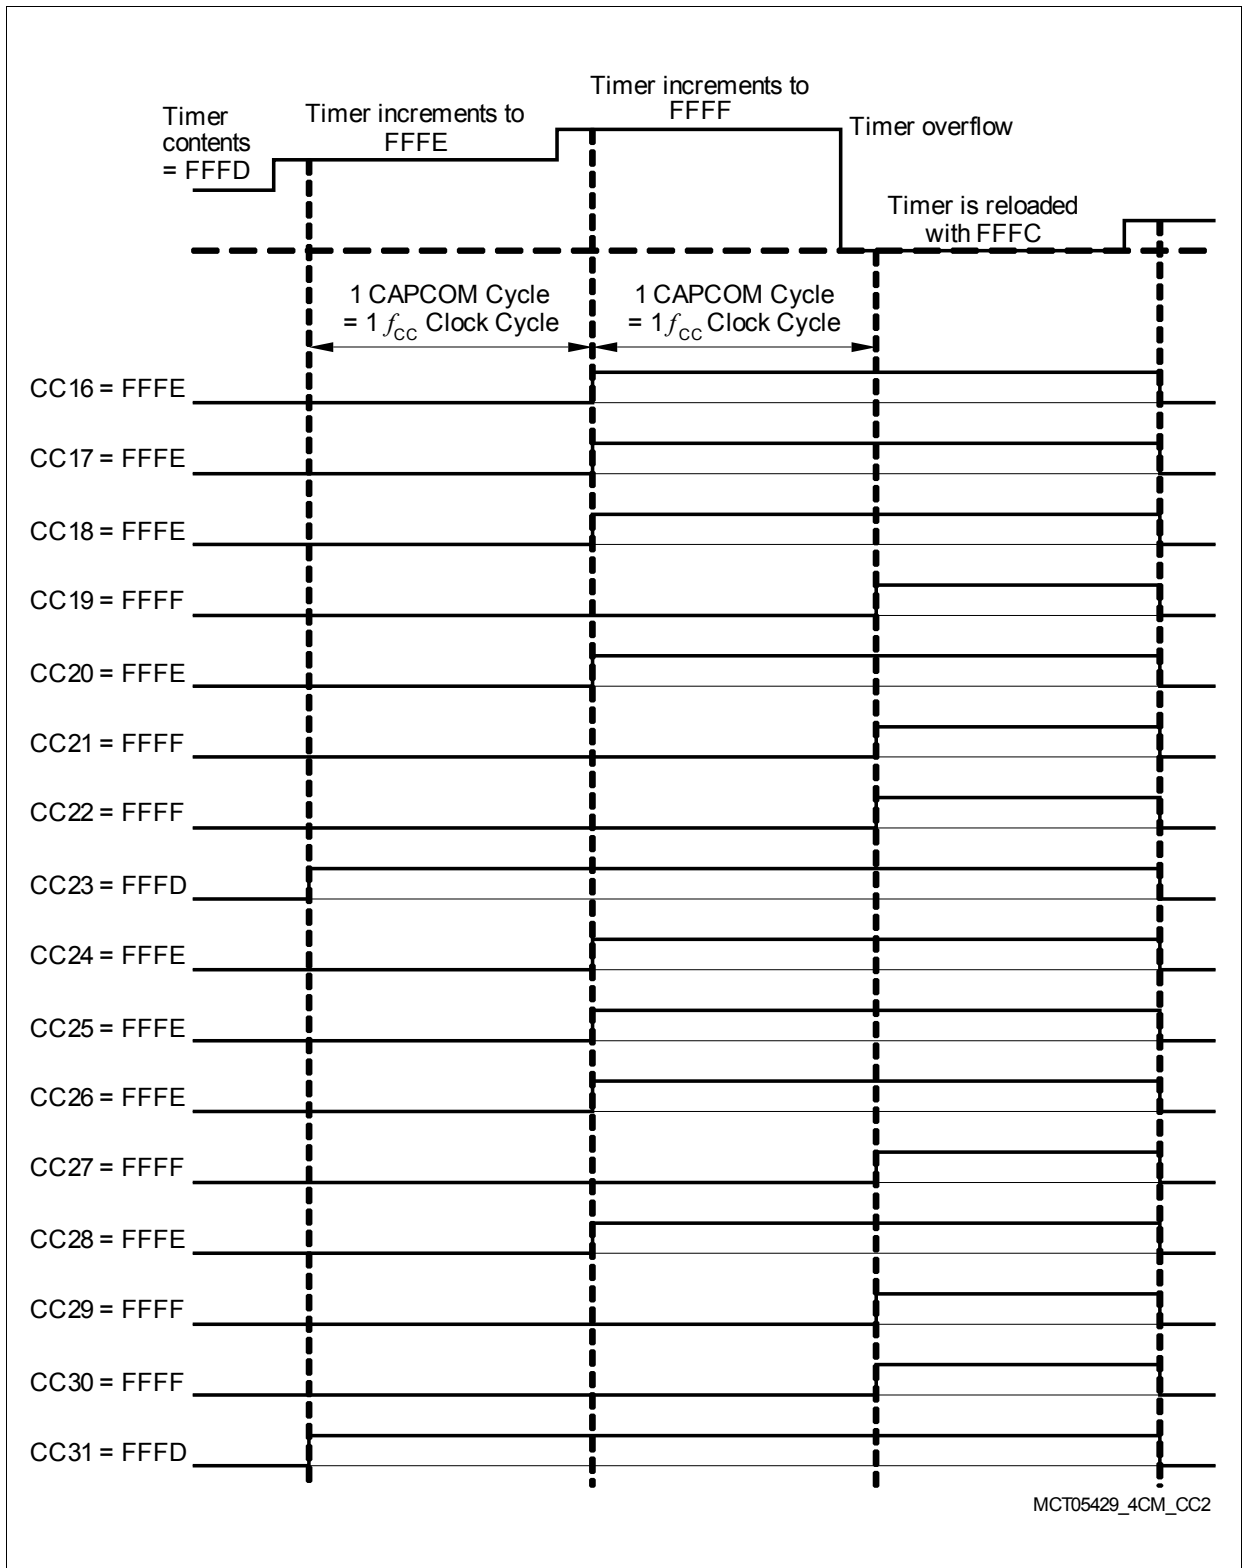 Timer
contents
= FFFD
Timer increments to
FFFE
Timer increments to
FFFF
Timer overflow
Timer is reloaded
with FFFC
1 CAPCOM Cycle
= 1 fCC Clock Cycle
1 CAPCOM Cycle
= 1 fCC Clock Cycle
CC16 = FFFE
CC17 = FFFE
CC18 = FFFE
CC19 = FFFF
CC20 = FFFE
CC21 = FFFF
CC22 = FFFF
CC23 = FFFD
CC24 = FFFE
CC25 = FFFE
CC26 = FFFE
CC27 = FFFF
CC28 = FFFE
CC29 = FFFF
CC30 = FFFF
CC31 = FFFD
MCT05429_4CM_CC2